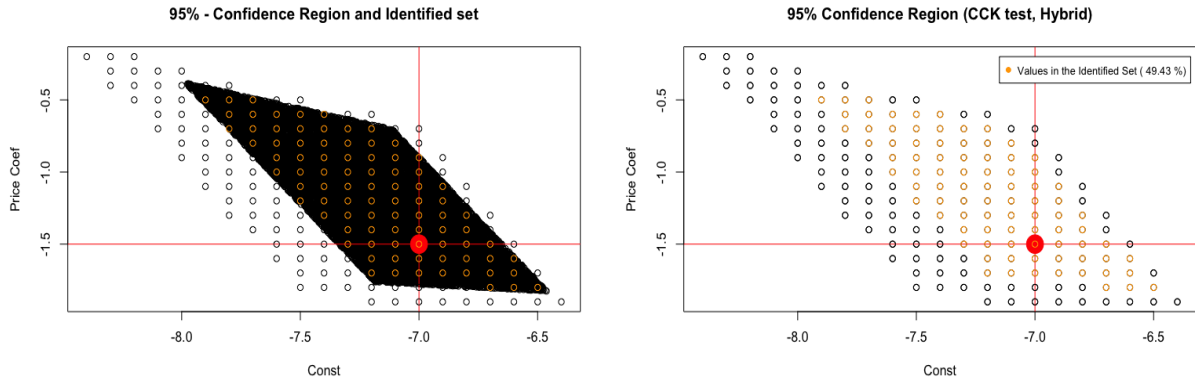 95% - Confidence Region and Identified set
Price Coef
-0.5
-1.0
-1.5
-8.0 -7.5 -7.0 -6.5
Const
95% Confidence Region (CCK test, Hybrid)
Values in the Identified Set ( 49.43 %)
Price Coef
-0.5
-1.0
-1.5
-8.0 -7.5 -7.0 -6.5
Const